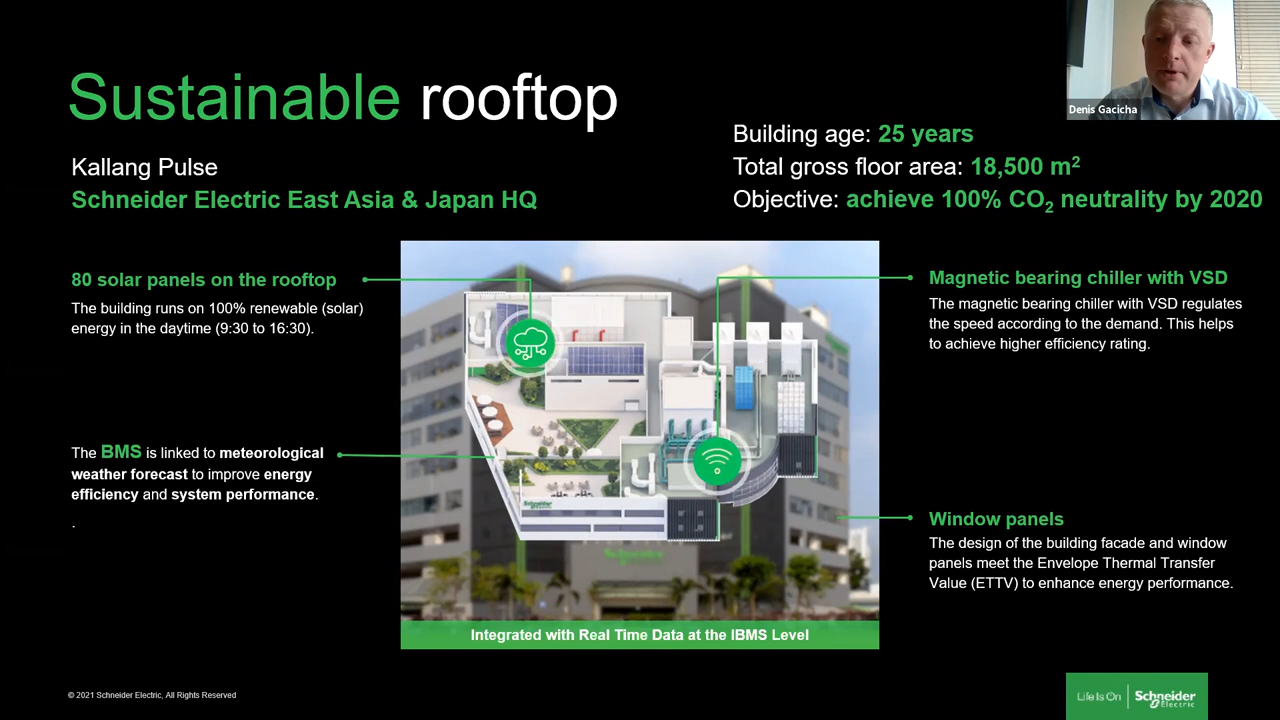 Denis Gacicha
Sustainable rooftop
Kallang Pulse
Schneider Electric East Asia & Japan HQ
Building age: 25 years
Total gross floor area: 18,500 m²
Objective: achieve 100% CO₂ neutrality by 2020
80 solar panels on the rooftop
The building runs on 100% renewable (solar)
energy in the daytime (9:30 to 16:30).
The BMS is linked to meteorological
weather forecast to improve energy
efficiency and system performance.
.
Magnetic bearing chiller with VSD
The magnetic bearing chiller with VSD regulates
the speed according to the demand. This helps
to achieve higher efficiency rating.
Window panels
The design of the building facade and window
panels meet the Envelope Thermal Transfer
Value (ETTV) to enhance energy performance.
Schneider
Electric
Schneider
Integrated with Real Time Data at the IBMS Level
© 2021 Schneider Electric, All Rights Reserved
Life Is On
Schneider
Electric